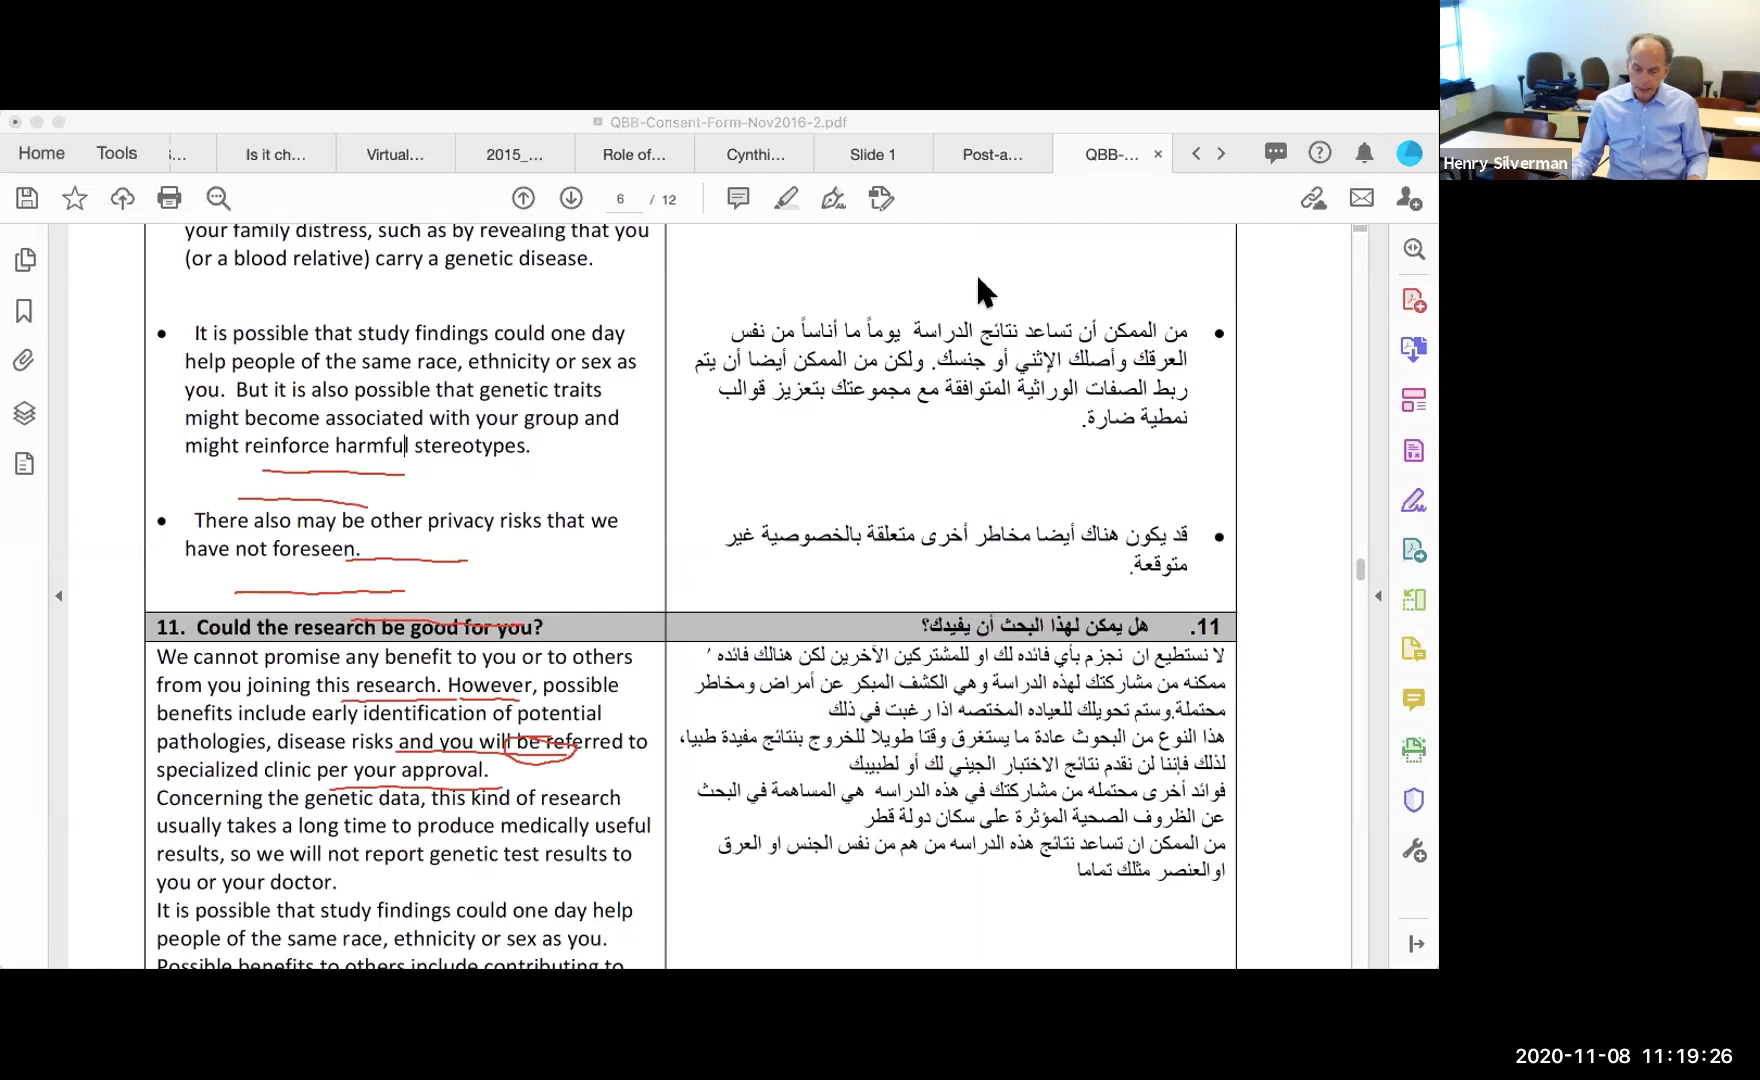 QBB-Consent-Form-Nov2016-2.pdf
Home Tools S... Is it ch... Virtual... 2015_... Role of... Cynthi... Slide 1 Post-a... QBB-... ×
6 / 12
Henry Silverman
your family distress, such as by revealing that you
(or a blood relative) carry a genetic disease.
• It is possible that study findings could one day
help people of the same race, ethnicity or sex as
you. But it is also possible that genetic traits
might become associated with your group and
might reinforce harmful stereotypes.
• There also may be other privacy risks that we
have not foreseen.
• من الممكن أن تساعد نتائج الدراسة يوماً ما أناساً من نفس
العرقك وأصلك الإثني أو جنسك. ولكن من الممكن أيضا أن يتم
ربط الصفات الوراثية المتوافقة مع مجموعتك بتعزيز قوالب
نمطية ضارة.
• قد يكون هناك أيضا مخاطر أخرى متعلقة بالخصوصية غير
متوقعة.
11. Could the research be good for you?
We cannot promise any benefit to you or to others
from you joining this research. However, possible
benefits include early identification of potential
pathologies, disease risks and you will be referred to
specialized clinic per your approval.
Concerning the genetic data, this kind of research
usually takes a long time to produce medically useful
results, so we will not report genetic test results to
you or your doctor.
It is possible that study findings could one day help
people of the same race, ethnicity or sex as you.
Possible benefits to others include contributing to
11. هل يمكن لهذا البحث أن يفيدك؟
لا نستطيع ان نجزم بأي فائده لك او للمشتركين الآخرين لكن هنالك فائده ٬
ممكنه من مشاركتك لهذه الدراسة وهي الكشف المبكر عن أمراض ومخاطر
محتملة.وستم تحويلك للعياده المختصه اذا رغبت في ذلك
هذا النوع من البحوث عادة ما يستغرق وقتا طويلا للخروج بنتائج مفيدة طبيا،
لذلك فإننا لن نقدم نتائج الاختبار الجيني لك أو لطبيبك
فوائد أخرى محتمله من مشاركتك في هذه الدراسه هي المساهمة في البحث
عن الظروف الصحية المؤثرة على سكان دولة قطر
من الممكن ان تساعد نتائج هذه الدراسه من هم من نفس الجنس او العرق
اوالعنصر مثلك تماما
2020-11-08 11:19:26